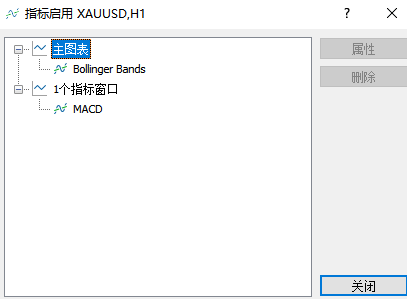 指标启用 XAUUSD,H1
?
主图表
Bollinger Bands
1个指标窗口
MACD
属性
删除
关闭